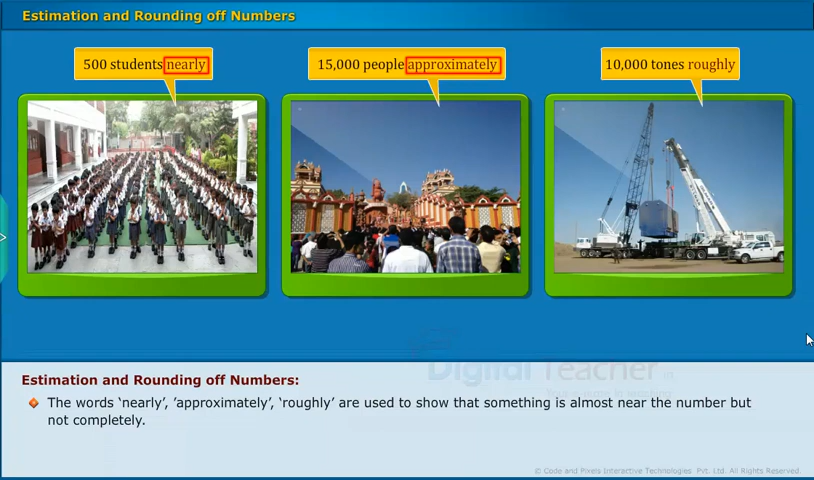 Estimation and Rounding off Numbers
500 students nearly
15,000 people approximately
10,000 tones roughly
Digital Teacher
Estimation and Rounding off Numbers:
The words ‘nearly’, ’approximately’, ‘roughly’ are used to show that something is almost near the number but
not completely.
© Code and Pixels Interactive Technologies Pvt. Ltd. All Rights Reserved.